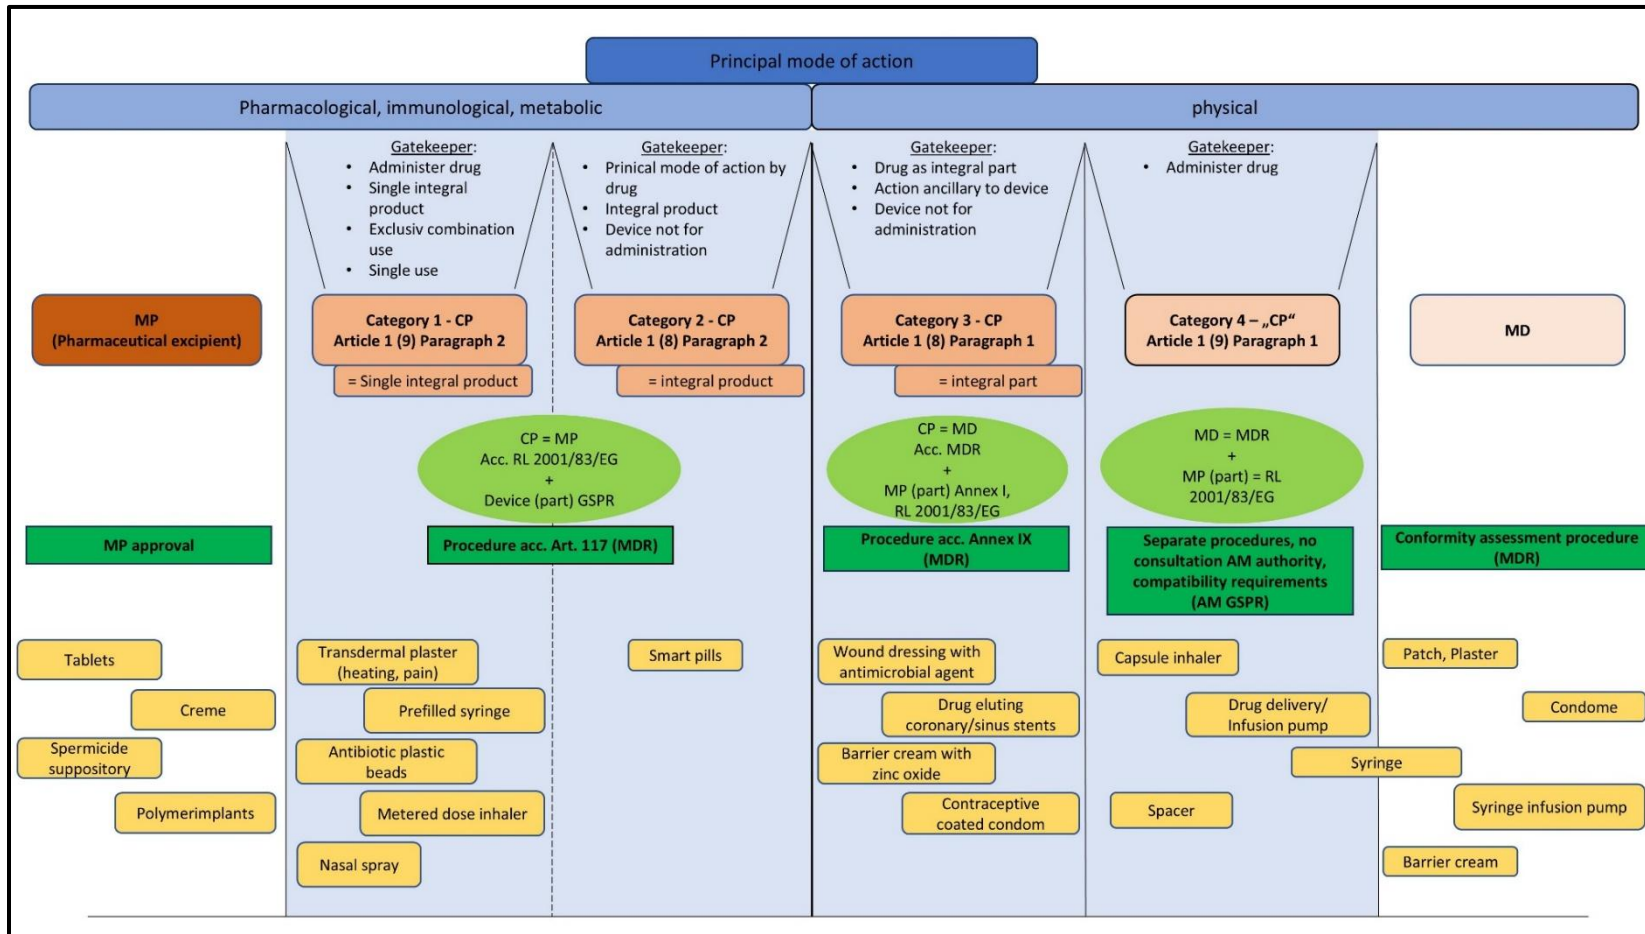 Principal mode of action
Pharmacological, immunological, metabolic
physical
Gatekeeper:
• Administer drug
• Single integral
product
• Exclusiv combination
use
• Single use
Gatekeeper:
• Prinical mode of action by
drug
• Integral product
• Device not for
administration
Gatekeeper:
• Drug as integral part
• Action ancillary to device
• Device not for
administration
Gatekeeper:
• Administer drug
MP
(Pharmaceutical excipient)
Category 1 - CP
Article 1 (9) Paragraph 2
= Single integral product
Category 2 - CP
Article 1 (8) Paragraph 2
= integral product
Category 3 - CP
Article 1 (8) Paragraph 1
= integral part
Category 4 – „CP“
Article 1 (9) Paragraph 1
MD
CP = MP
Acc. RL 2001/83/EG
+
Device (part) GSPR
CP = MD
Acc. MDR
+
MP (part) Annex I,
RL 2001/83/EG
MD = MDR
+
MP (part) = RL
2001/83/EG
MP approval
Procedure acc. Art. 117 (MDR)
Procedure acc. Annex IX
(MDR)
Separate procedures, no
consultation AM authority,
compatibility requirements
(AM GSPR)
Conformity assessment procedure
(MDR)
Tablets
Creme
Spermicide
suppository
Polymerimplants
Transdermal plaster
(heating, pain)
Prefilled syringe
Antibiotic plastic
beads
Metered dose inhaler
Nasal spray
Smart pills
Wound dressing with
antimicrobial agent
Drug eluting
coronary/sinus stents
Barrier cream with
zinc oxide
Contraceptive
coated condom
Capsule inhaler
Drug delivery/
Infusion pump
Syringe
Spacer
Patch, Plaster
Condome
Syringe infusion pump
Barrier cream